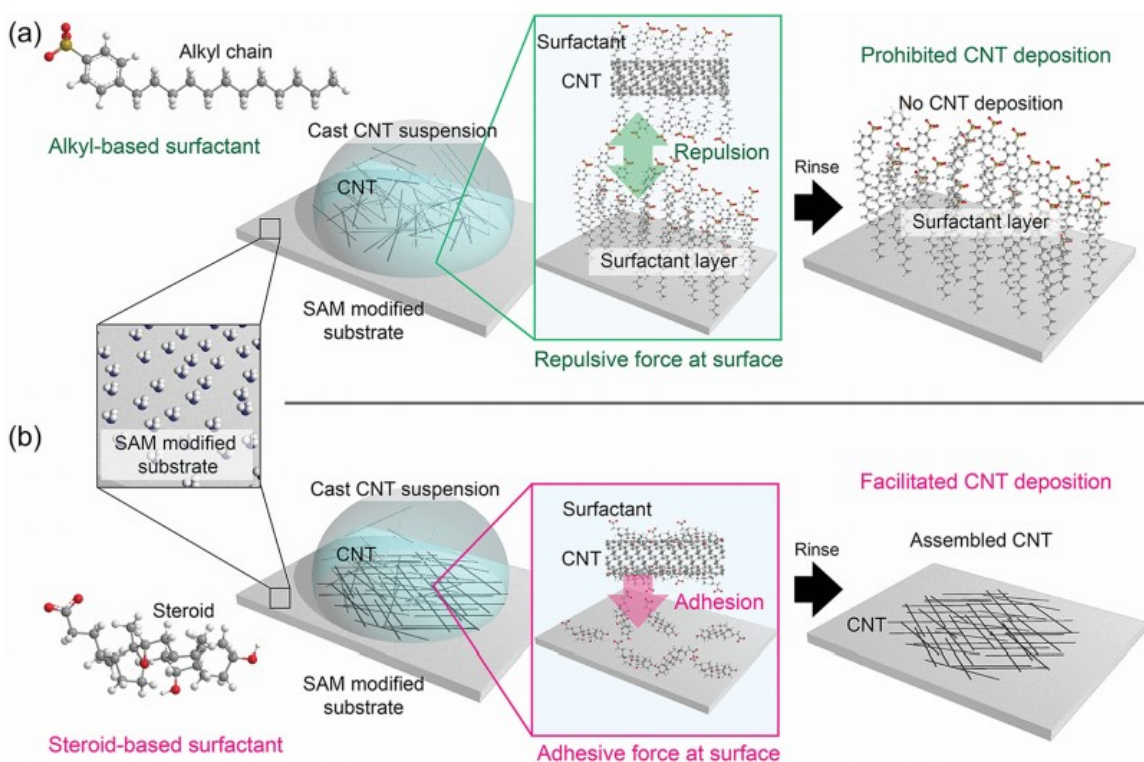 (a)
Alkyl chain
Alkyl-based surfactant
Cast CNT suspension
CNT
SAM modified
substrate
Surfactant
CNT
Repulsion
Surfactant layer
Repulsive force at surface
Rinse
Prohibited CNT deposition
No CNT deposition
Surfactant layer
SAM modified
substrate
(b)
Steroid
Steroid-based surfactant
Cast CNT suspension
CNT
SAM modified
substrate
Surfactant
CNT
Adhesion
Adhesive force at surface
Rinse
Facilitated CNT deposition
Assembled CNT
CNT